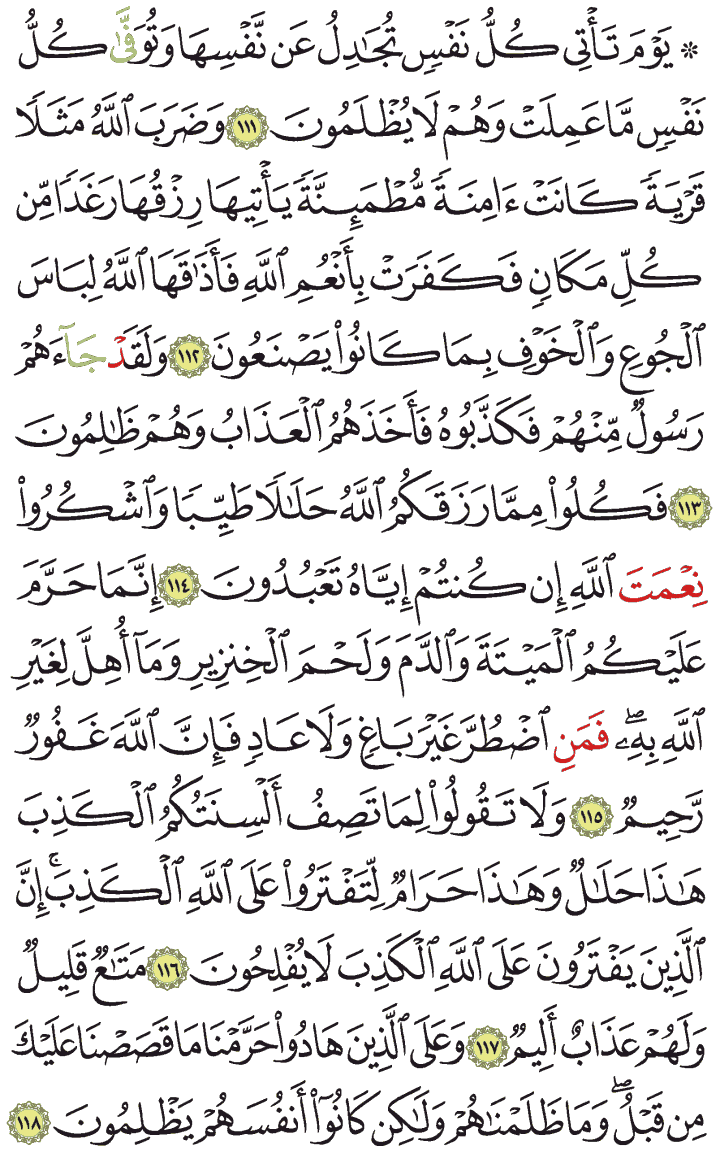 ۞ يَوۡمَ تَأۡتِي كُلُّ نَفۡسٖ تُجَٰدِلُ عَن نَّفۡسِهَا وَتُوَفَّىٰ كُلُّ
نَفۡسٖ مَّا عَمِلَتۡ وَهُمۡ لَا يُظۡلَمُونَ ١١١ وَضَرَبَ ٱللَّهُ مَثَلٗا
قَرۡيَةٗ كَانَتۡ ءَامِنَةٗ مُّطۡمَئِنَّةٗ يَأۡتِيهَا رِزۡقُهَا رَغَدٗا مِّن
كُلِّ مَكَانٖ فَكَفَرَتۡ بِأَنۡعُمِ ٱللَّهِ فَأَذَٰقَهَا ٱللَّهُ لِبَاسَ
ٱلۡجُوعِ وَٱلۡخَوۡفِ بِمَا كَانُواْ يَصۡنَعُونَ ١١٢ وَلَقَدۡ جَآءَهُمۡ
رَسُولٞ مِّنۡهُمۡ فَكَذَّبُوهُ فَأَخَذَهُمُ ٱلۡعَذَابُ وَهُمۡ ظَٰلِمُونَ
١١٣ فَكُلُواْ مِمَّا رَزَقَكُمُ ٱللَّهُ حَلَٰلٗا طَيِّبٗا وَٱشۡكُرُواْ
نِعۡمَتَ ٱللَّهِ إِن كُنتُمۡ إِيَّاهُ تَعۡبُدُونَ ١١٤ إِنَّمَا حَرَّمَ
عَلَيۡكُمُ ٱلۡمَيۡتَةَ وَٱلدَّمَ وَلَحۡمَ ٱلۡخِنزِيرِ وَمَآ أُهِلَّ لِغَيۡرِ
ٱللَّهِ بِهِۦۖ فَمَنِ ٱضۡطُرَّ غَيۡرَ بَاغٖ وَلَا عَادٖ فَإِنَّ ٱللَّهَ غَفُورٞ
رَّحِيمٞ ١١٥ وَلَا تَقُولُواْ لِمَا تَصِفُ أَلۡسِنَتُكُمُ ٱلۡكَذِبَ
هَٰذَا حَلَٰلٞ وَهَٰذَا حَرَامٞ لِّتَفۡتَرُواْ عَلَى ٱللَّهِ ٱلۡكَذِبَۚ إِنَّ
ٱلَّذِينَ يَفۡتَرُونَ عَلَى ٱللَّهِ ٱلۡكَذِبَ لَا يُفۡلِحُونَ ١١٦ مَتَٰعٞ قَلِيلٞ
وَلَهُمۡ عَذَابٌ أَلِيمٞ ١١٧ وَعَلَى ٱلَّذِينَ هَادُواْ حَرَّمۡنَا مَا قَصَصۡنَا عَلَيۡكَ
مِن قَبۡلُۖ وَمَا ظَلَمۡنَٰهُمۡ وَلَٰكِن كَانُوٓاْ أَنفُسَهُمۡ يَظۡلِمُونَ ١١٨